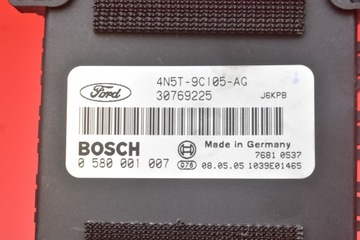 Ford
4N5T-9C105-AG
30769225 J6KPB
BOSCH
Made in Germany
0 580 001 007
7681 0537
078 08.05.05 1039E01465